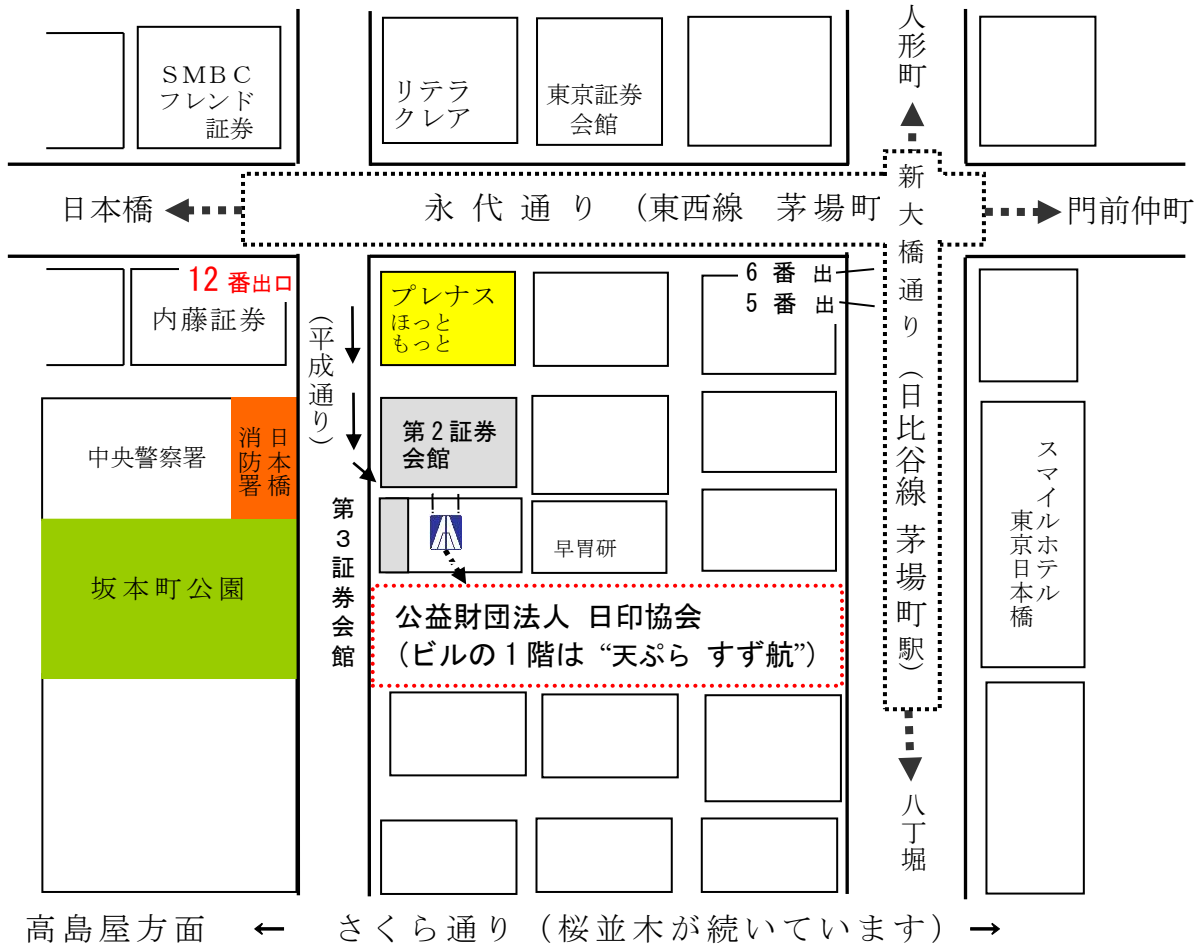 人形町
SMBC
フレンド
証券
リテラ
クレア
東京証券
会館
日本橋
永代通り (東西線 茅場町
門前仲町
新大橋通り (日比谷線 茅場町駅)
12番出口
内藤証券
(平成通り)
プレナス
ほっと
もっと
6 番 出
5 番 出
中央警察署
日本橋
消防署
第2証券
会館
第3証券会館
早胃研
スマイルホテル
東京日本橋
坂本町公園
公益財団法人 日印協会
(ビルの1階は “天ぷら すず航”)
八丁堀
高島屋方面 ← さくら通り (桜並木が続いています) →